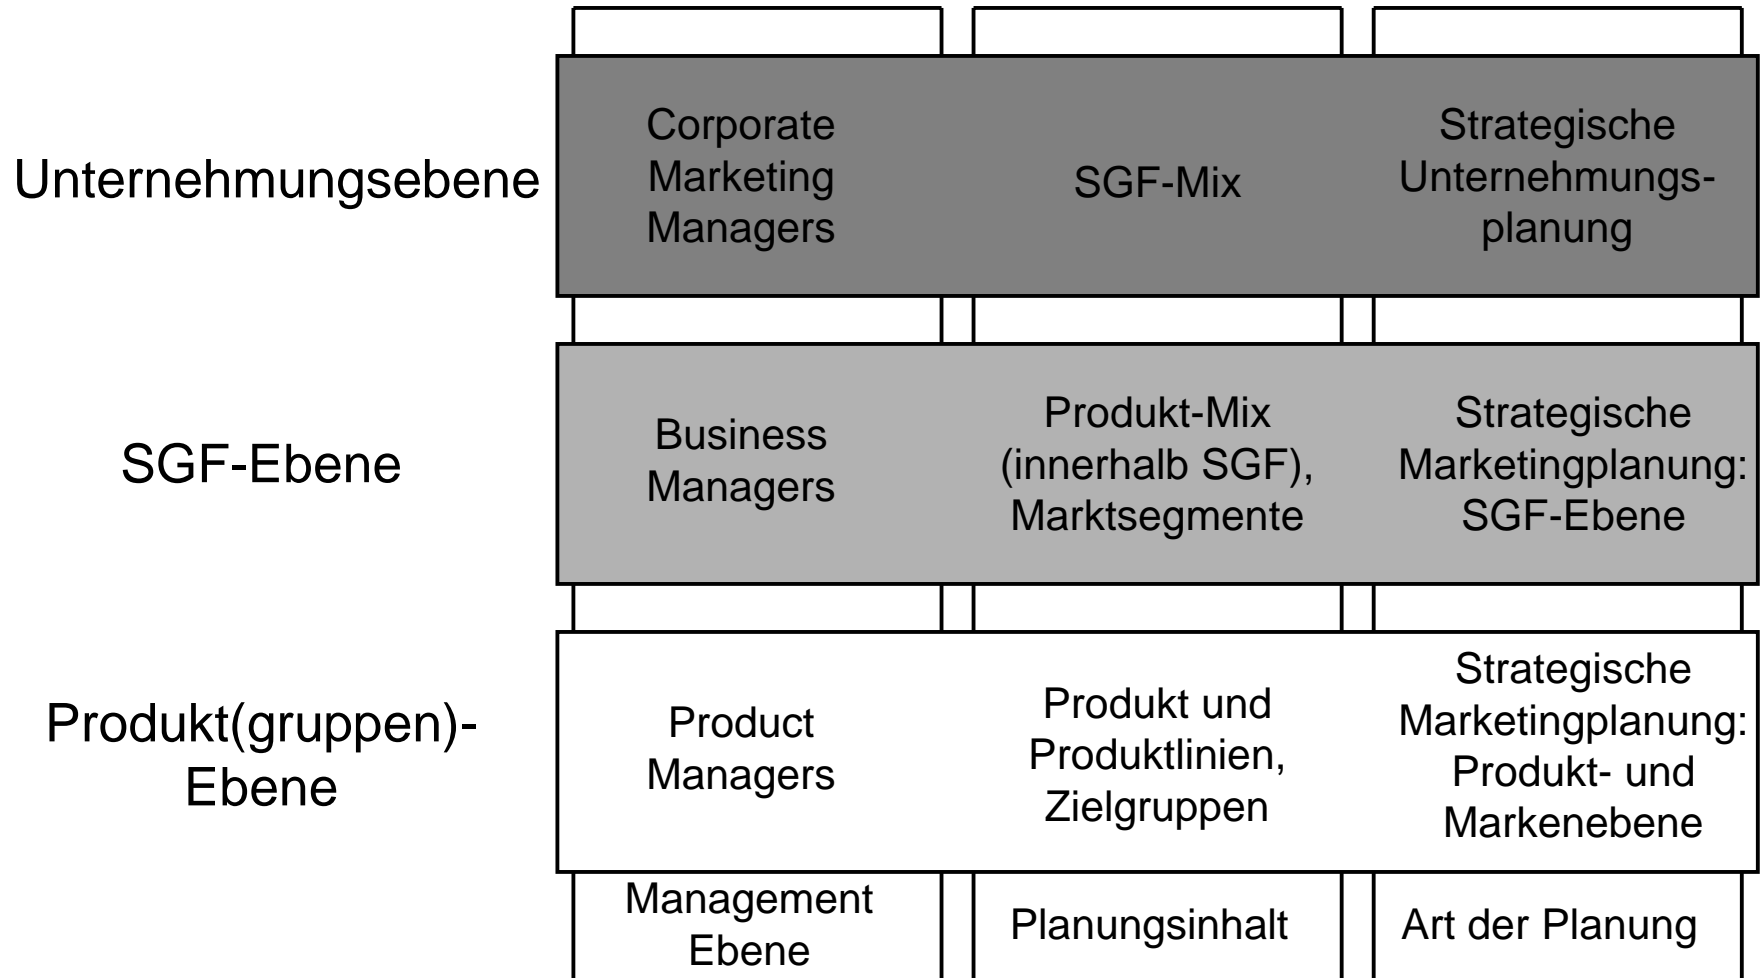 Unternehmungsebene
Corporate
Marketing
Managers
SGF-Mix
Strategische
Unternehmungs-
planung
SGF-Ebene
Business
Managers
Produkt-Mix
(innerhalb SGF),
Marktsegmente
Strategische
Marketingplanung:
SGF-Ebene
Produkt(gruppen)-
Ebene
Product
Managers
Produkt und
Produktlinien,
Zielgruppen
Strategische
Marketingplanung:
Produkt- und
Markenebene
Management
Ebene
Planungsinhalt
Art der Planung